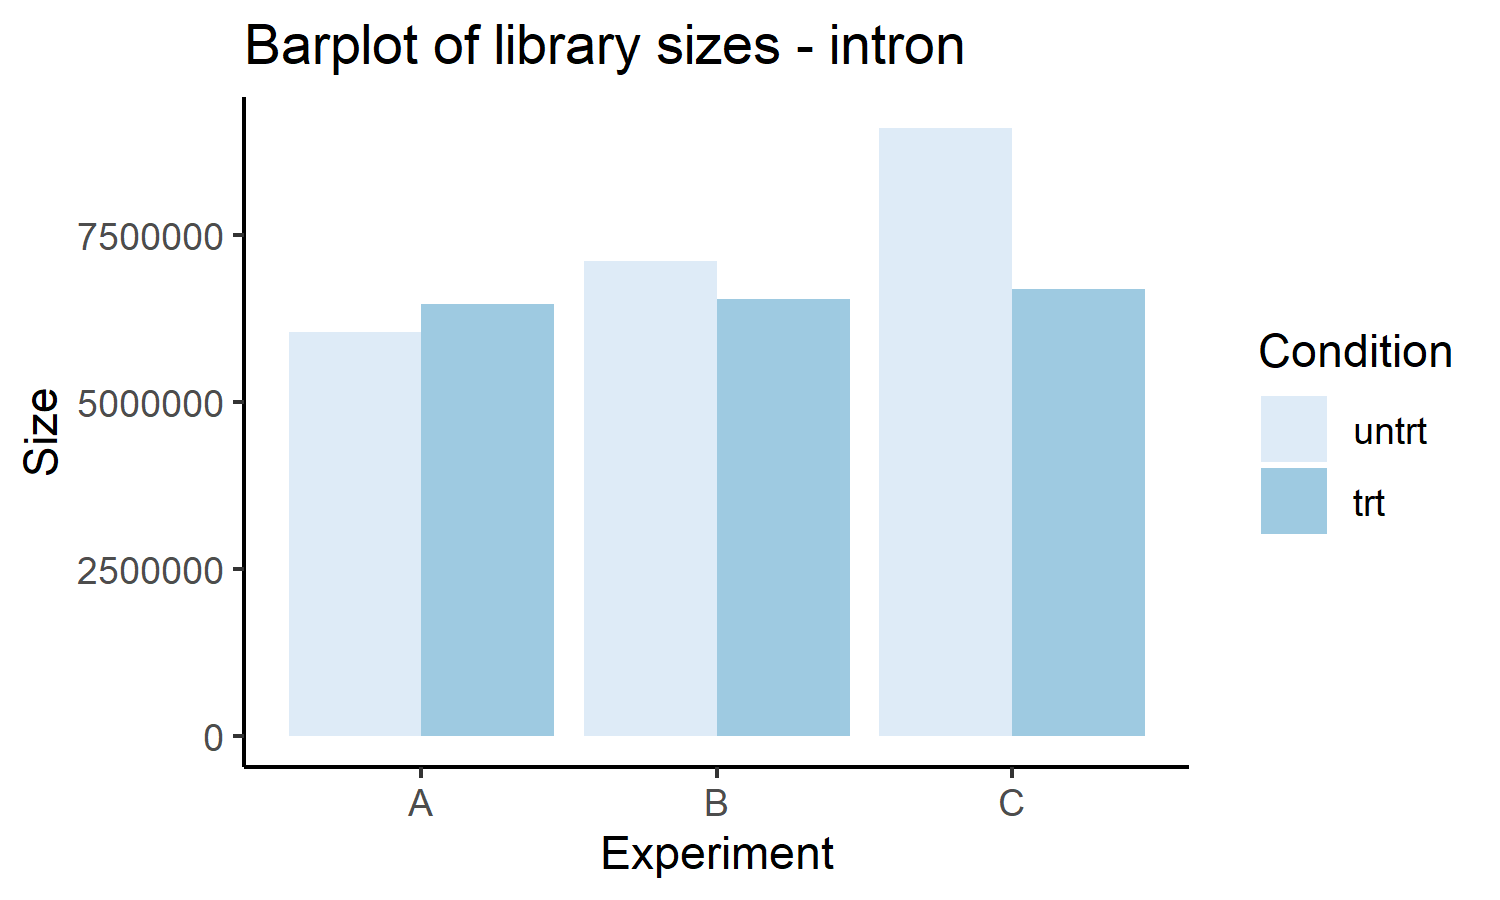 Barplot of library sizes - intron
7500000
5000000
2500000
0
Size
A
B
C
Experiment
Condition
untrt
trt